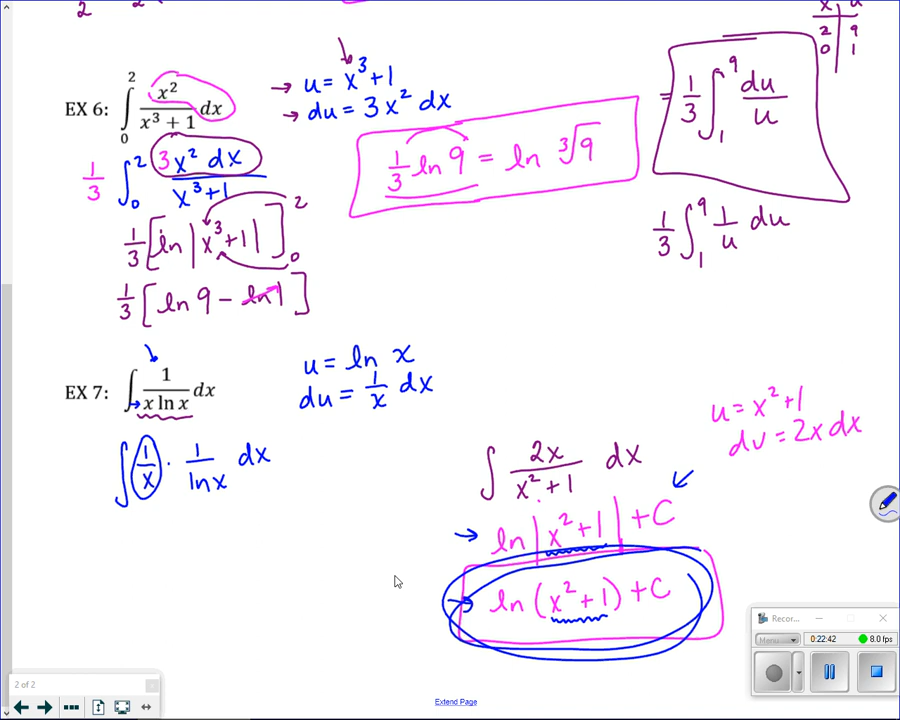 x u
2 9
0 1
2 2
EX 6: ∫₀² x²/(x³ + 1) dx
→ u = x³ + 1
→ du = 3x² dx
1/3 ∫₀² 3x² dx/(x³+1)
1/3 [ln |x³+1|]₀²
1/3 [ln 9 − ln 1]
1/3 ln 9 = ln ∛9
= 1/3 ∫₁⁹ du/u
1/3 ∫₁⁹ 1/u du
EX 7: ∫ 1/(x ln x) dx
u = ln x
du = 1/x dx
∫ 1/x · 1/ln x dx
∫ 2x/(x²+1) dx
u = x²+1
du = 2x dx
→ ln |x²+1| + C
→ ln (x²+1) + C
Recor...
Menu
0:22:42
8.0 fps
2 of 2
Extend Page